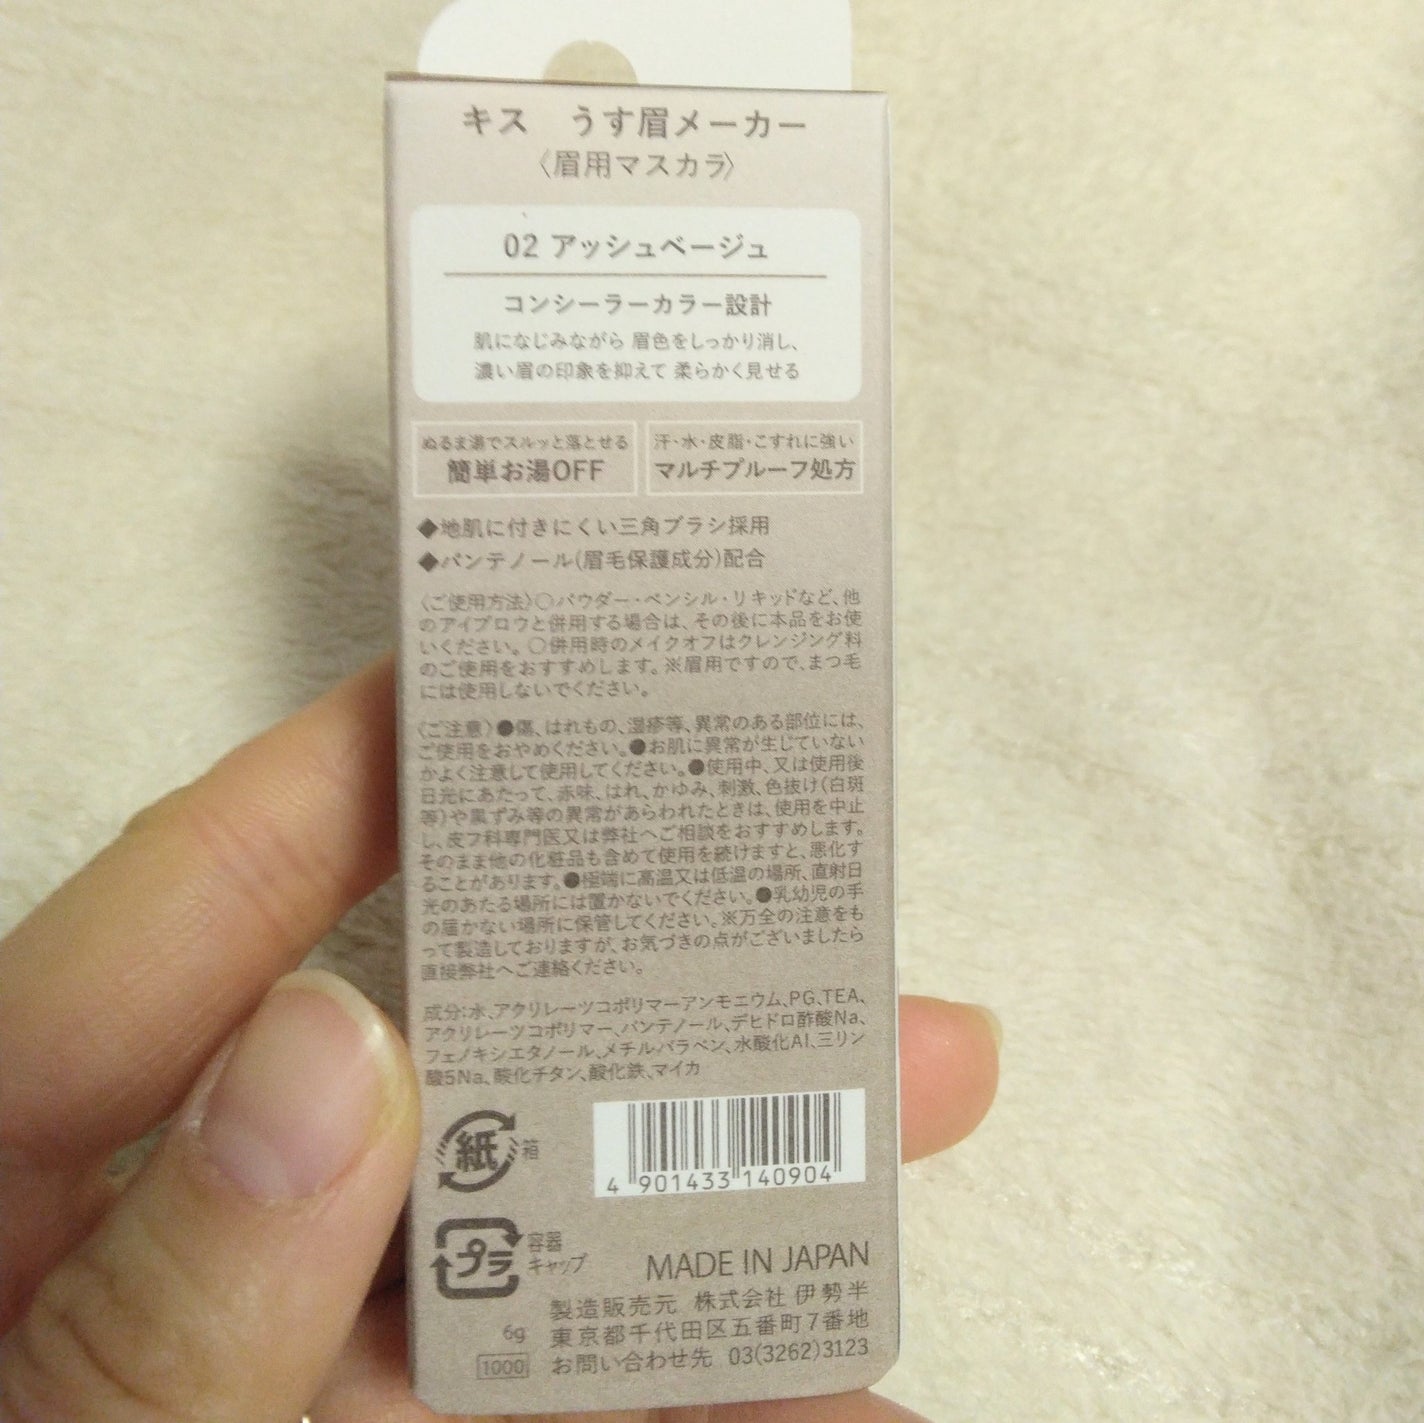 キス うす眉メーカー
〈眉用マスカラ〉
02 アッシュベージュ
コンシーラーカラー設計
肌になじみながら 眉色をしっかり消し、
濃い眉の印象を抑えて 柔らかく見せる
ぬるま湯でスルッと落とせる
簡単お湯OFF
汗・水・皮脂・こすれに強い
マルチプルーフ処方
◆地肌に付きにくい三角ブラシ採用
◆パンテノール(眉毛保護成分)配合
〈ご使用方法〉○パウダー・ペンシル・リキッドなど、他
のアイブロウと併用する場合は、その後に本品をお使
いください。○併用時のメイクオフはクレンジング料
のご使用をおすすめします。※眉用ですので、まつ毛
には使用しないでください。
〈ご注意〉●傷、はれもの、湿疹等、異常のある部位には、
ご使用をおやめください。●お肌に異常が生じていない
かよく注意して使用してください。●使用中、又は使用後
日光にあたって、赤味、はれ、かゆみ、刺激、色抜け(白斑
等)や黒ずみ等の異常があらわれたときは、使用を中止
し、皮フ科専門医又は弊社へご相談をおすすめします。
そのまま他の化粧品も含めて使用を続けますと、悪化す
ることがあります。●極端に高温又は低温の場所、直射日
光のあたる場所には置かないでください。●乳幼児の手
の届かない場所に保管してください。※万全の注意をも
って製造しておりますが、お気づきの点がございましたら
直接弊社へご連絡ください。
成分:水、アクリレーツコポリマーアンモニウム、PG、TEA、
アクリレーツコポリマー、パンテノール、デヒドロ酢酸Na、
フェノキシエタノール、メチルパラベン、水酸化Al、三リン
酸5Na、酸化チタン、酸化鉄、マイカ
紙 箱
4 901433 140904
プラ 容器
キャップ
MADE IN JAPAN
製造販売元 株式会社 伊勢半
6g 東京都千代田区五番町7番地
1000 お問い合わせ先 03(3262)3123